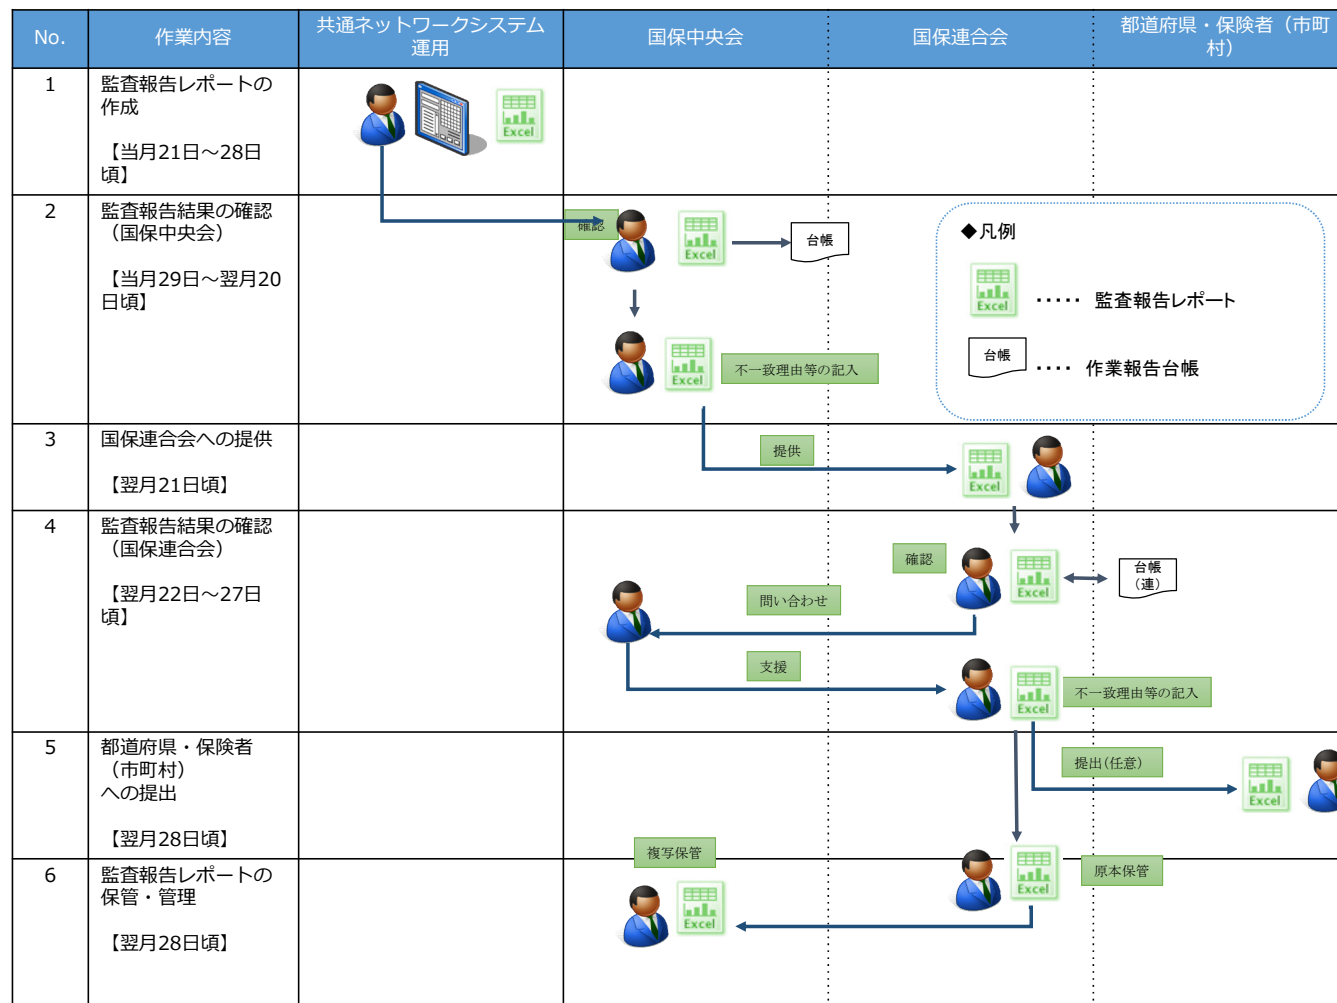 No.
作業内容
共通ネットワークシステム
運用
国保中央会
国保連合会
都道府県・保険者（市町
村）
1
監査報告レポートの
作成
【当月21日～28日
頃】
Excel
2
監査報告結果の確認
（国保中央会）
【当月29日～翌月20
日頃】
確認
Excel
台帳
Excel
不一致理由等の記入
◆凡例
Excel
‥‥‥ 監査報告レポート
台帳
‥‥ 作業報告台帳
3
国保連合会への提供
【翌月21日頃】
提供
Excel
4
監査報告結果の確認
（国保連合会）
【翌月22日～27日
頃】
確認
Excel
台帳
（連）
問い合わせ
支援
Excel
不一致理由等の記入
5
都道府県・保険者
（市町村）
への提出
【翌月28日頃】
提出(任意)
Excel
6
監査報告レポートの
保管・管理
【翌月28日頃】
複写保管
Excel
Excel
原本保管